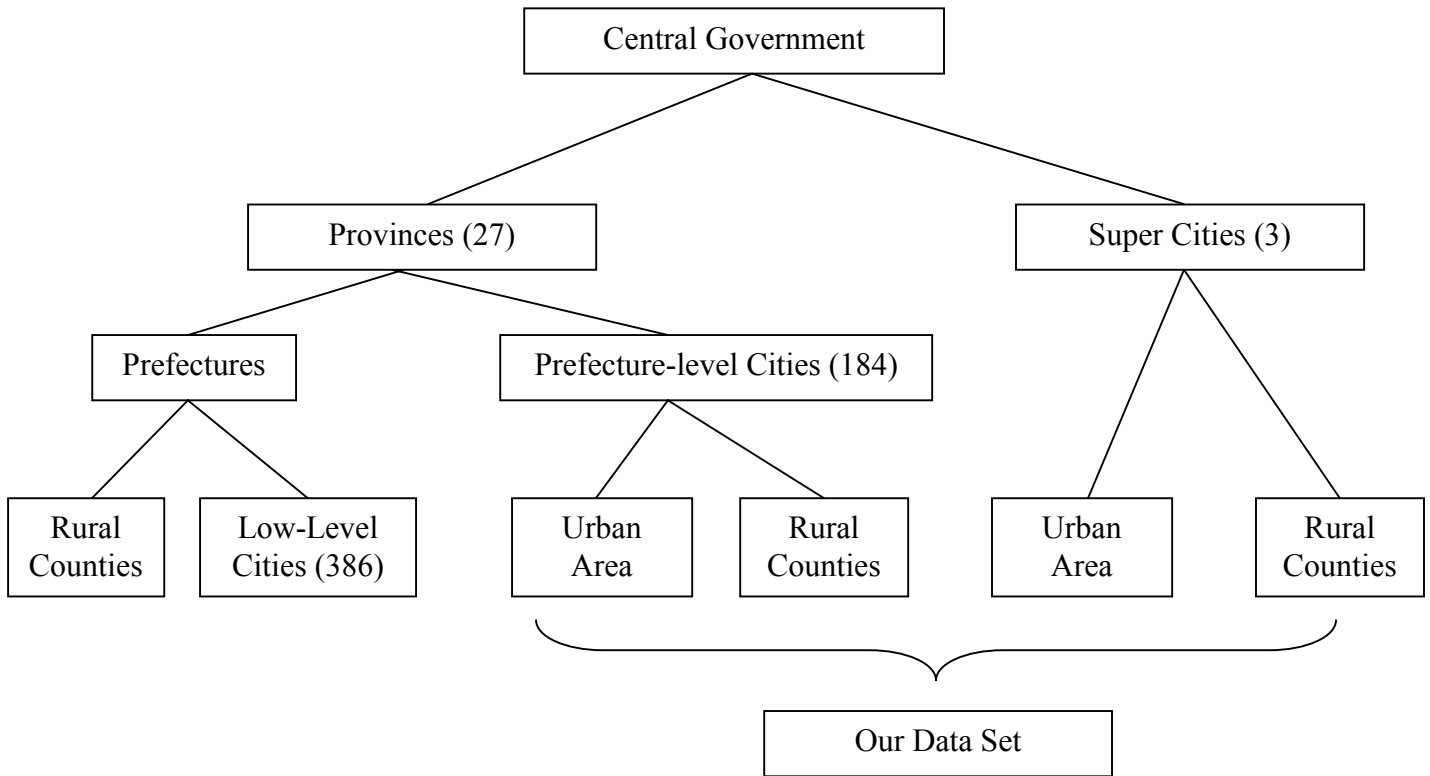 Central Government
Provinces (27)
Super Cities (3)
Prefectures
Prefecture-level Cities (184)
Rural
Counties
Low-Level
Cities (386)
Urban
Area
Rural
Counties
Urban
Area
Rural
Counties
Our Data Set